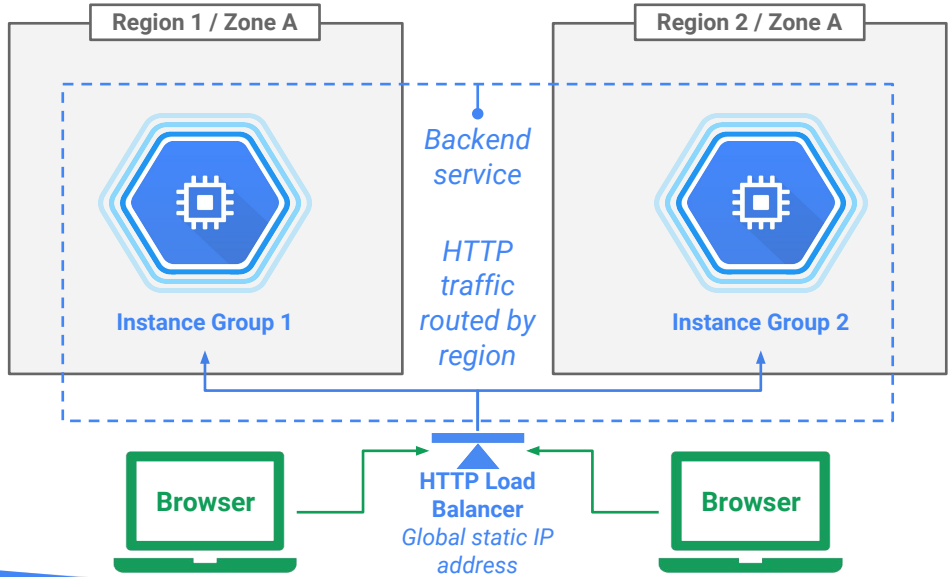 Region 1 / Zone A
Region 2 / Zone A
Backend
service
HTTP
traffic
routed by
region
Instance Group 1
Instance Group 2
Browser
HTTP Load
Balancer
Global static IP
address
Browser